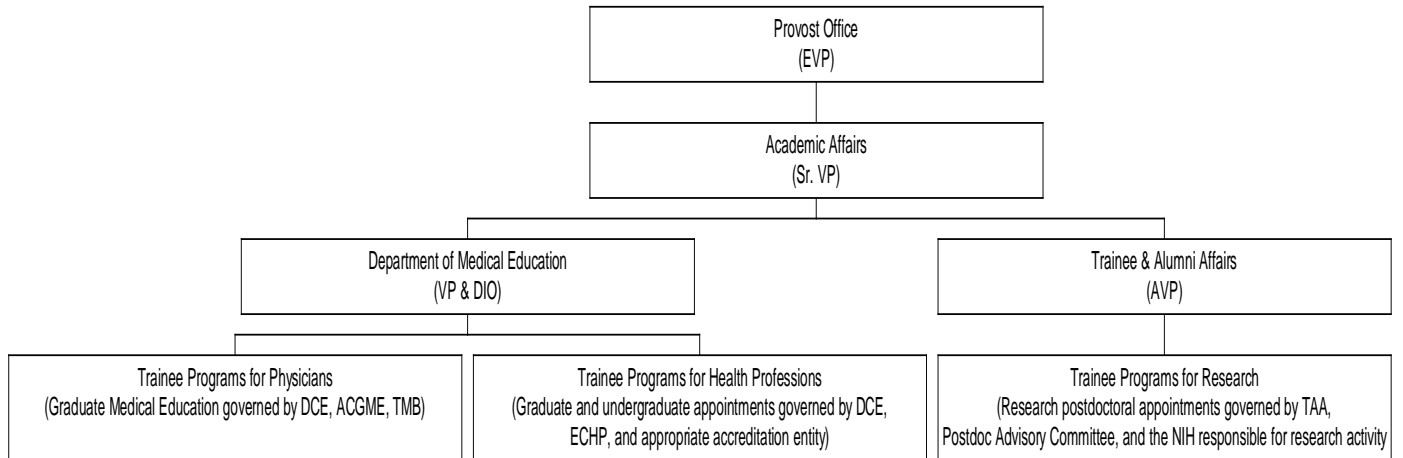 Provost Office
(EVP)
Academic Affairs
(Sr. VP)
Department of Medical Education
(VP & DIO)
Trainee & Alumni Affairs
(AVP)
Trainee Programs for Physicians
(Graduate Medical Education governed by DCE, ACGME, TMB)
Trainee Programs for Health Professions
(Graduate and undergraduate appointments governed by DCE,
ECHP, and appropriate accreditation entity)
Trainee Programs for Research
(Research postdoctoral appointments governed by TAA,
Postdoc Advisory Committee, and the NIH responsible for research activity